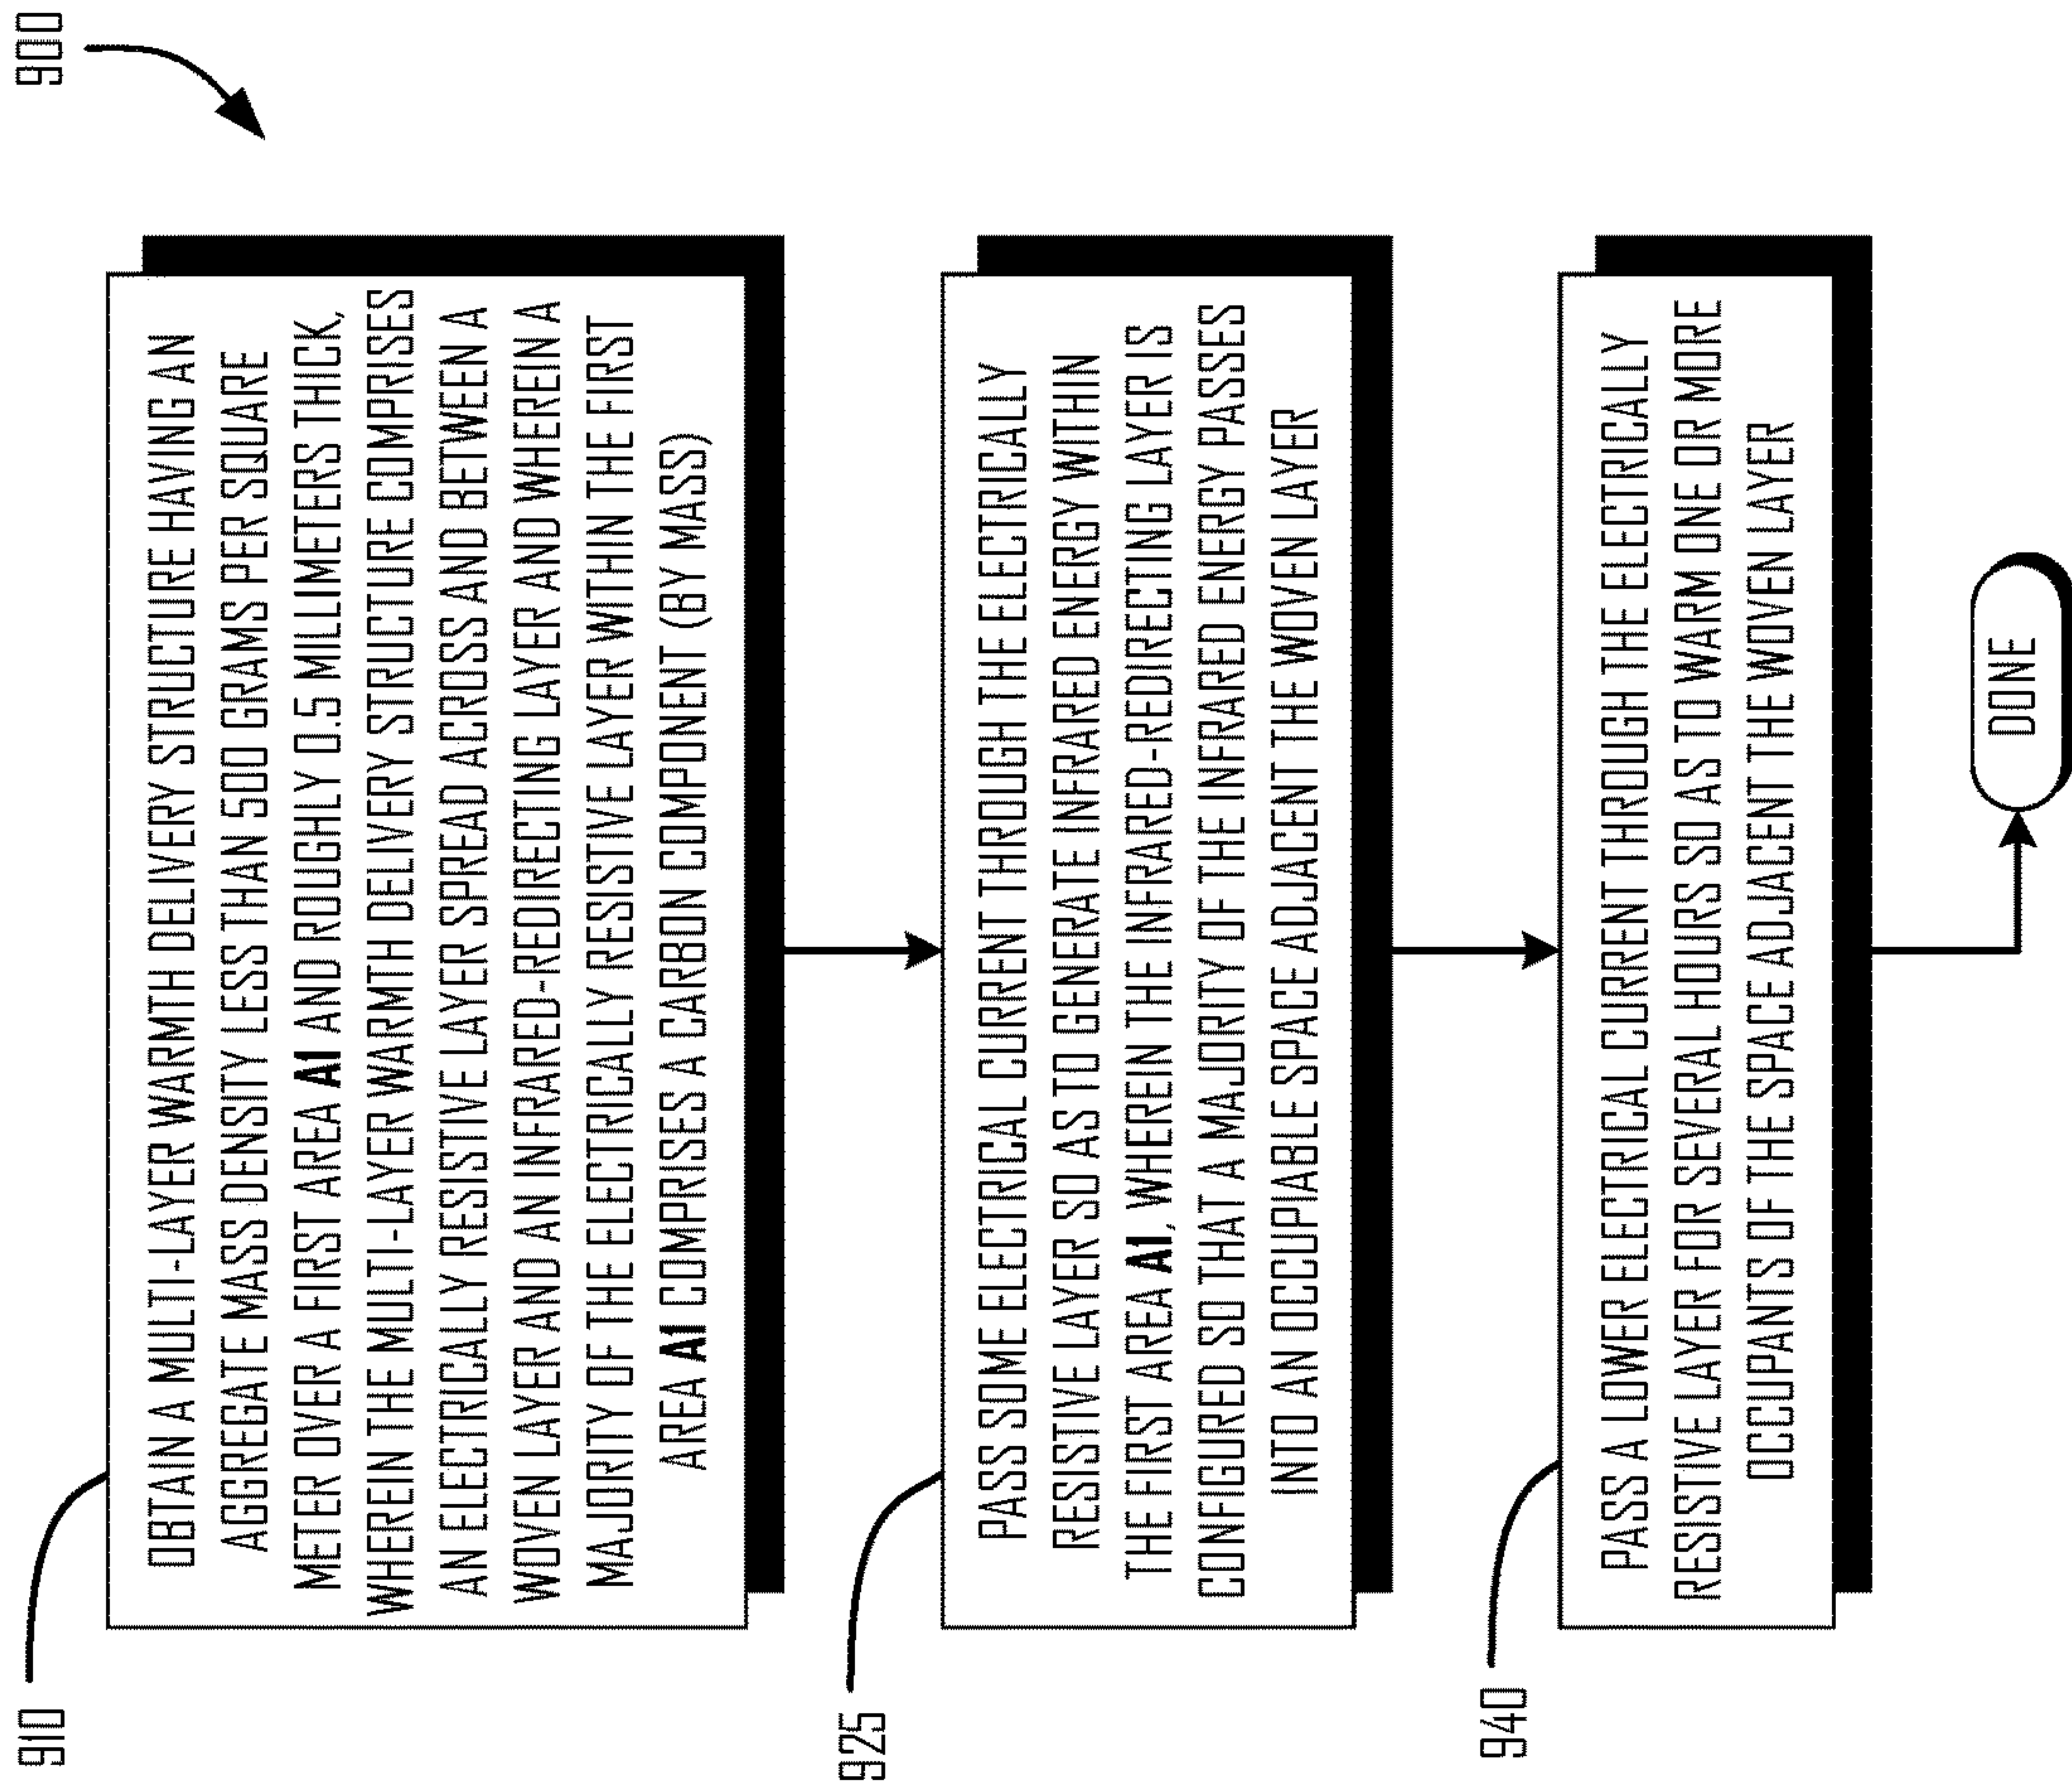 900
910
OBTAIN A MULTI-LAYER WARMTH DELIVERY STRUCTURE HAVING AN
AGGREGATE MASS DENSITY LESS THAN 500 GRAMS PER SQUARE
METER OVER A FIRST AREA A1 AND ROUGHLY 0.5 MILLIMETERS THICK,
WHEREIN THE MULTI-LAYER WARMTH DELIVERY STRUCTURE COMPRISES
AN ELECTRICALLY RESISTIVE LAYER SPREAD ACROSS AND BETWEEN A
WOVEN LAYER AND AN INFRARED-REDIRECTING LAYER AND WHEREIN A
MAJORITY OF THE ELECTRICALLY RESISTIVE LAYER WITHIN THE FIRST
AREA A1 COMPRISES A CARBON COMPONENT (BY MASS)
925
PASS SOME ELECTRICAL CURRENT THROUGH THE ELECTRICALLY
RESISTIVE LAYER SO AS TO GENERATE INFRARED ENERGY WITHIN
THE FIRST AREA A1, WHEREIN THE INFRARED-REDIRECTING LAYER IS
CONFIGURED SO THAT A MAJORITY OF THE INFRARED ENERGY PASSES
INTO AN OCCUPIABLE SPACE ADJACENT THE WOVEN LAYER
940
PASS A LOWER ELECTRICAL CURRENT THROUGH THE ELECTRICALLY
RESISTIVE LAYER FOR SEVERAL HOURS SO AS TO WARM ONE OR MORE
OCCUPANTS OF THE SPACE ADJACENT THE WOVEN LAYER
DONE